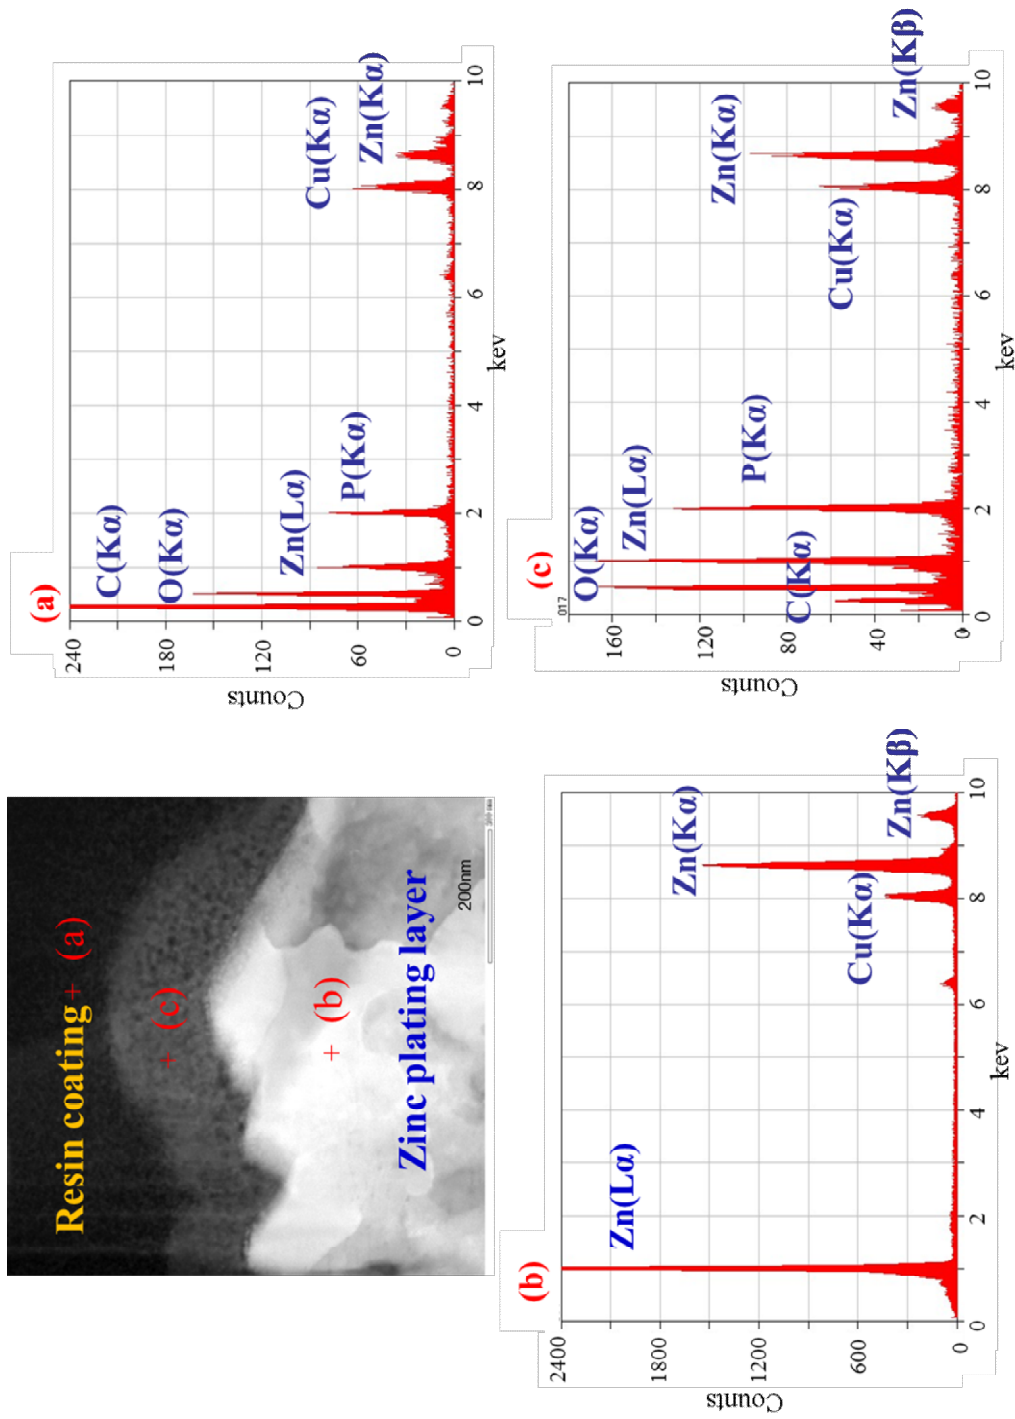 Resin coating + (a)
+ (c)
+ (b)
Zinc plating layer
200nm
(a)
C(Kα)
O(Kα)
Zn(Lα)
P(Kα)
Cu(Kα)
Zn(Kα)
Counts
240
180
120
60
0
0 2 4 6 8 10
kev
(b)
Zn(Lα)
Zn(Kα)
Cu(Kα)
Zn(Kβ)
Counts
2400
1800
1200
600
0
0 2 4 6 8 10
kev
(c)
017
O(Kα)
Zn(Lα)
C(Kα)
P(Kα)
Zn(Kα)
Cu(Kα)
Zn(Kβ)
Counts
160
120
80
40
0
0 2 4 6 8 10
kev